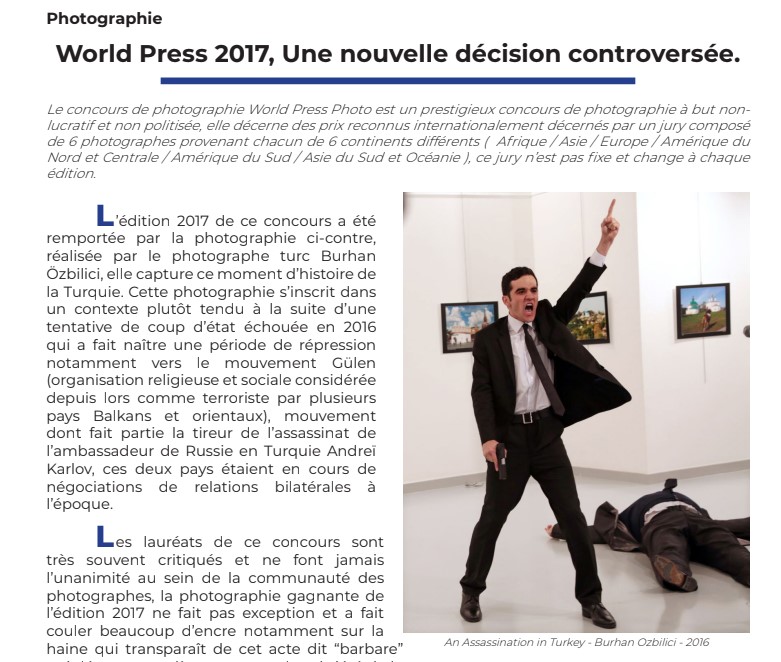 Photographie
World Press 2017, Une nouvelle décision controversée.
Le concours de photographie World Press Photo est un prestigieux concours de photographie à but non-
lucratif et non politisée, elle décerne des prix reconnus internationalement décernés par un jury composé
de 6 photographes provenant chacun de 6 continents différents ( Afrique / Asie / Europe / Amérique du
Nord et Centrale / Amérique du Sud / Asie du Sud et Océanie ), ce jury n'est pas fixe et change à chaque
édition.
L'édition 2017 de ce concours a été
remportée par la photographie ci-contre,
réalisée par le photographe turc Burhan
Özbilici, elle capture ce moment d'histoire de
la Turquie. Cette photographie s'inscrit dans
un contexte plutôt tendu à la suite d'une
tentative de coup d'état échouée en 2016
qui a fait naître une période de répression
notamment vers le mouvement Gülen
(organisation religieuse et sociale considérée
depuis lors comme terroriste par plusieurs
pays Balkans et orientaux), mouvement
dont fait partie la tireur de l'assassinat de
l'ambassadeur de Russie en Turquie Andreï
Karlov, ces deux pays étaient en cours de
négociations de relations bilatérales à
l'époque.
Les lauréats de ce concours sont
très souvent critiqués et ne font jamais
l'unanimité au sein de la communauté des
photographes, la photographie gagnante de
l'édition 2017 ne fait pas exception et a fait
couler beaucoup d'encre notamment sur la
haine qui transparaît de cet acte dit "barbare"
An Assassination in Turkey - Burhan Ozbilici - 2016